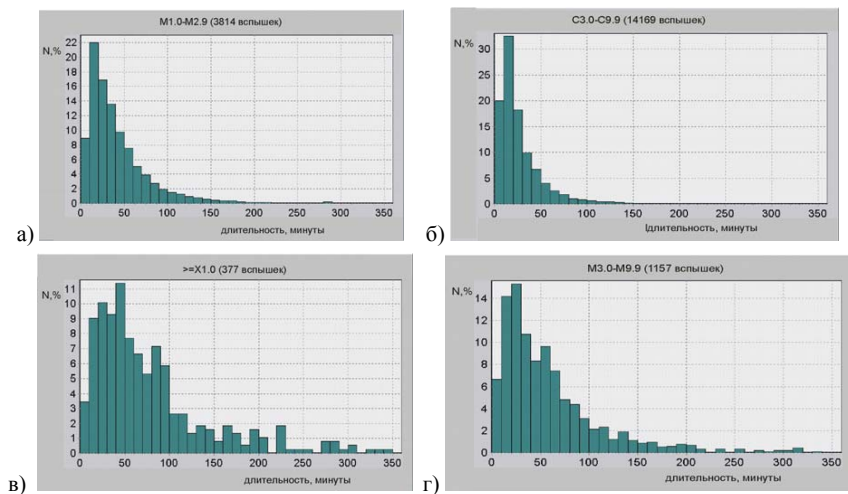 M1.0-M2.9 (3814 вспышек)
N,%
22
20
18
16
14
12
10
8
6
4
2
0
50 100 150 200 250 300 350
длительность, минуты
а)
C3.0-C9.9 (14169 вспышек)
N,%
30
25
20
15
10
5
0
50 100 150 200 250 300 350
lдлительность, минуты
б)
>=X1.0 (377 вспышек)
N,%
11
10
9
8
7
6
5
4
3
2
1
0
50 100 150 200 250 300 350
длительность, минуты
в)
M3.0-M9.9 (1157 вспышек)
N,%
14
12
10
8
6
4
2
0
0 50 100 150 200 250 300 350
длительность, минуты
г)